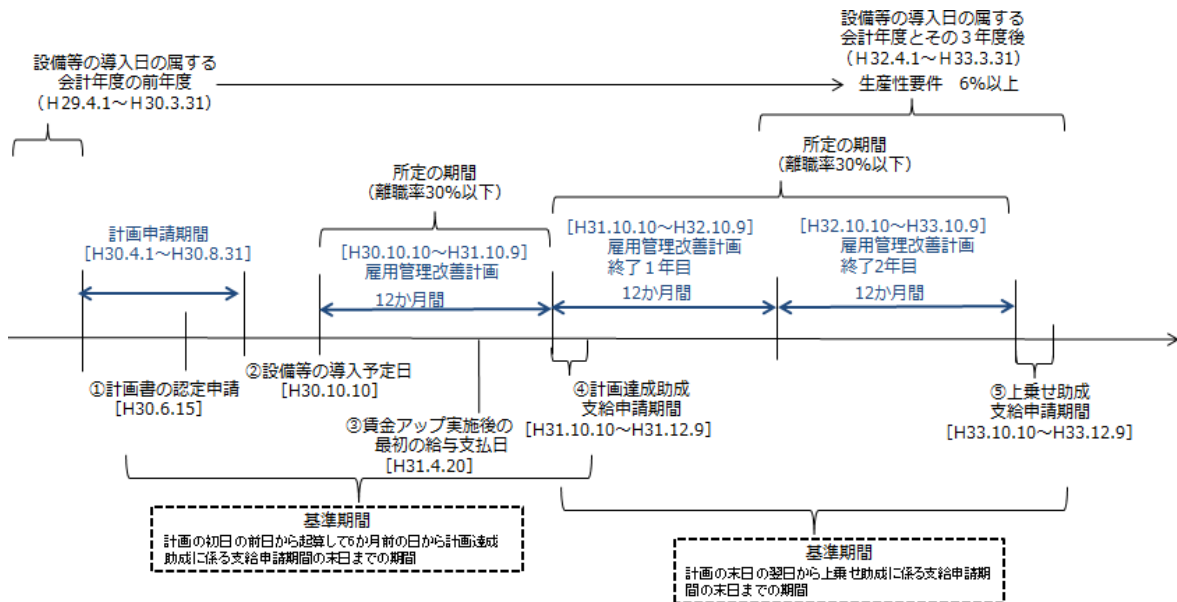 設備等の導入日の属する
会計年度の前年度
（H29.4.1～H30.3.31）
設備等の導入日の属する
会計年度とその３年度後
（H32.4.1～H33.3.31）
生産性要件　6%以上
所定の期間
（離職率30%以下）
所定の期間
（離職率30%以下）
計画申請期間
[H30.4.1～H30.8.31]
[H30.10.10～H31.10.9]
雇用管理改善計画
12か月間
[H31.10.10～H32.10.9]
雇用管理改善計画
終了１年目
12か月間
[H32.10.10～H33.10.9]
雇用管理改善計画
終了2年目
12か月間
①計画書の認定申請
[H30.6.15]
②設備等の導入予定日
[H30.10.10]
③賃金アップ実施後の
最初の給与支払日
[H31.4.20]
④計画達成助成
支給申請期間
[H31.10.10～H31.12.9]
⑤上乗せ助成
支給申請期間
[H33.10.10～H33.12.9]
基準期間
計画の初日の前日から起算して6か月前の日から計画達成
助成に係る支給申請期間の末日までの期間
基準期間
計画の末日の翌日から上乗せ助成に係る支給申請期
間の末日までの期間